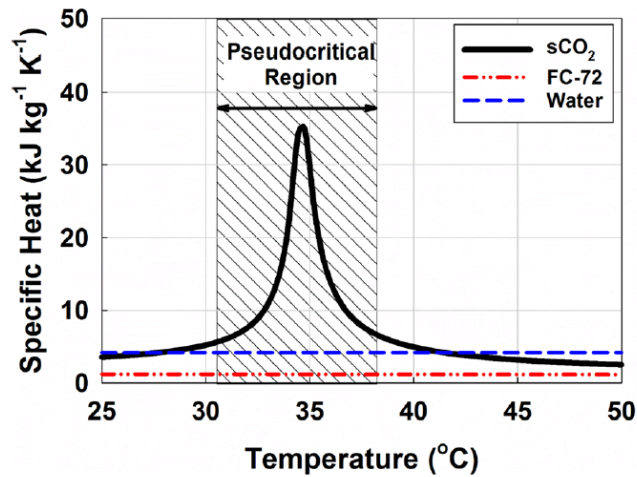 50
40
30
20
10
0
Specific Heat (kJ kg⁻¹ K⁻¹)
Pseudocritical
Region
sCO₂
FC-72
Water
25 30 35 40 45 50
Temperature (°C)